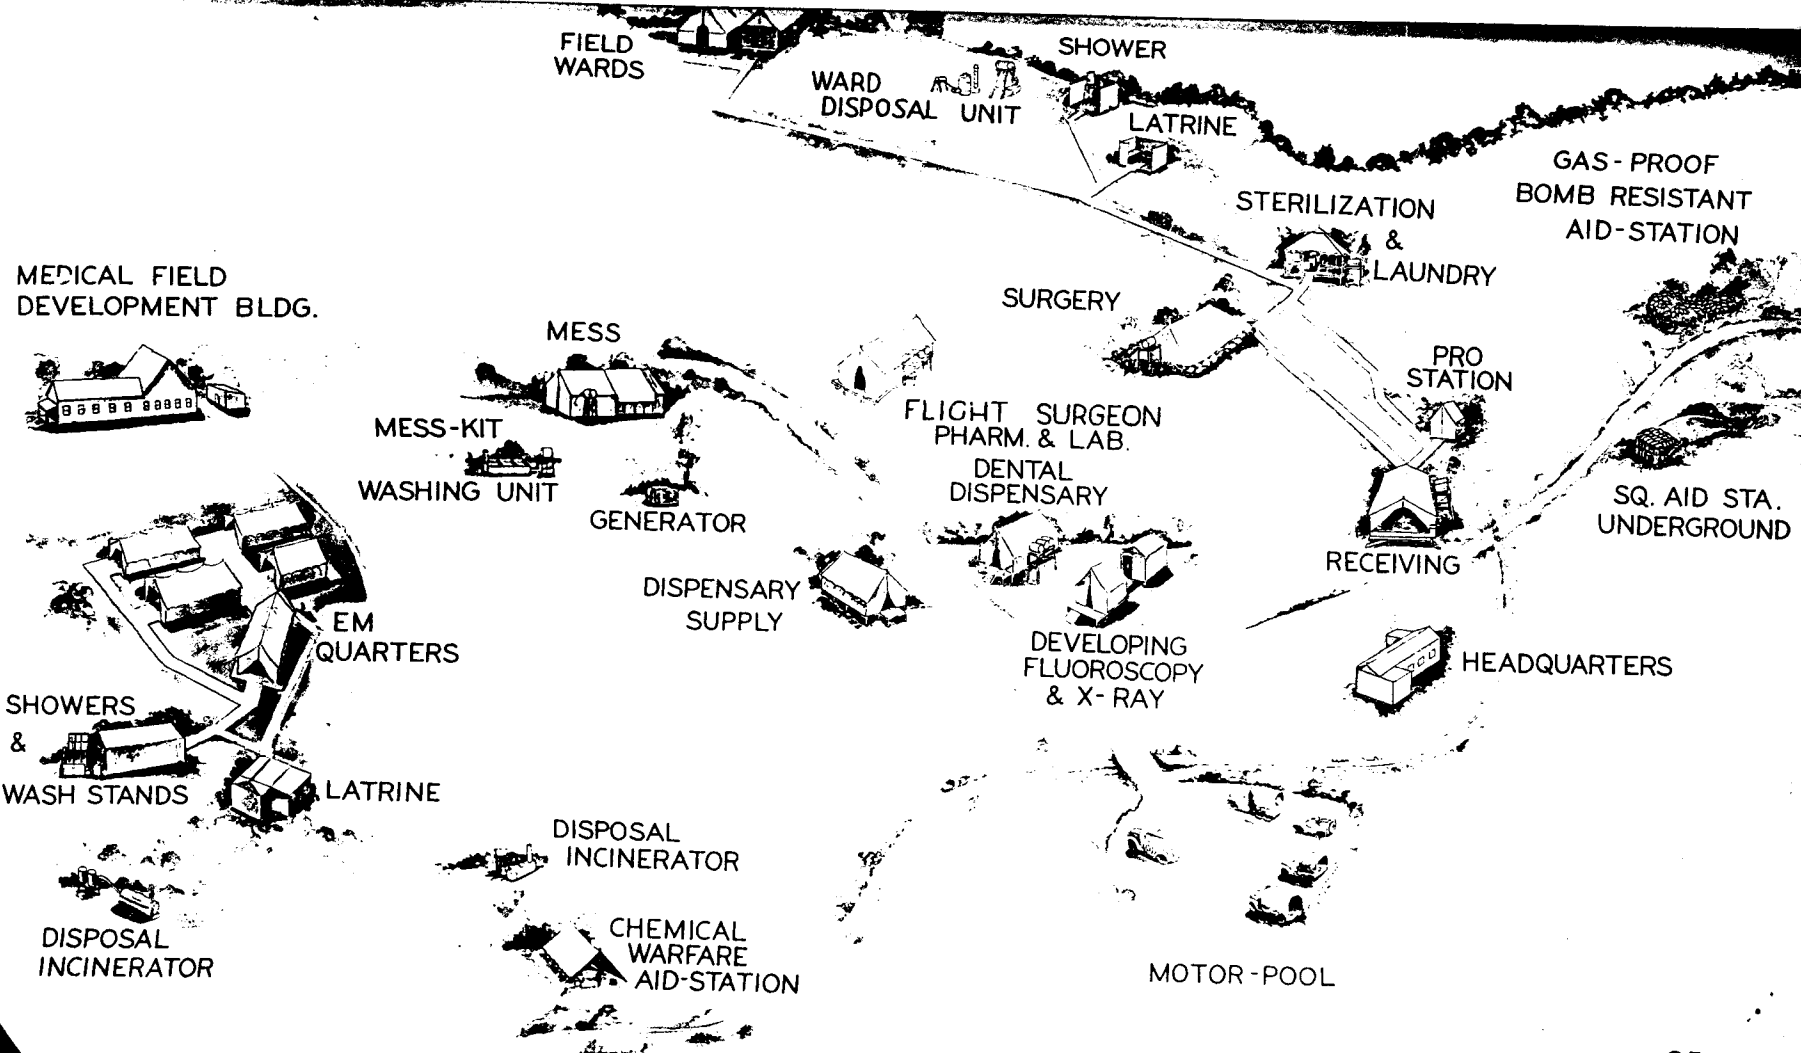 FIELD
WARDS
SHOWER
WARD
DISPOSAL UNIT
LATRINE
GAS-PROOF
BOMB RESISTANT
AID-STATION
STERILIZATION
&
LAUNDRY
MEDICAL FIELD
DEVELOPMENT BLDG.
SURGERY
MESS
PRO
STATION
FLIGHT SURGEON
PHARM. & LAB.
MESS-KIT
WASHING UNIT
DENTAL
DISPENSARY
GENERATOR
SQ. AID STA.
UNDERGROUND
RECEIVING
DISPENSARY
SUPPLY
EM
QUARTERS
DEVELOPING
FLUOROSCOPY
& X-RAY
HEADQUARTERS
SHOWERS
&
WASH STANDS
LATRINE
DISPOSAL
INCINERATOR
DISPOSAL
INCINERATOR
CHEMICAL
WARFARE
AID-STATION
MOTOR-POOL